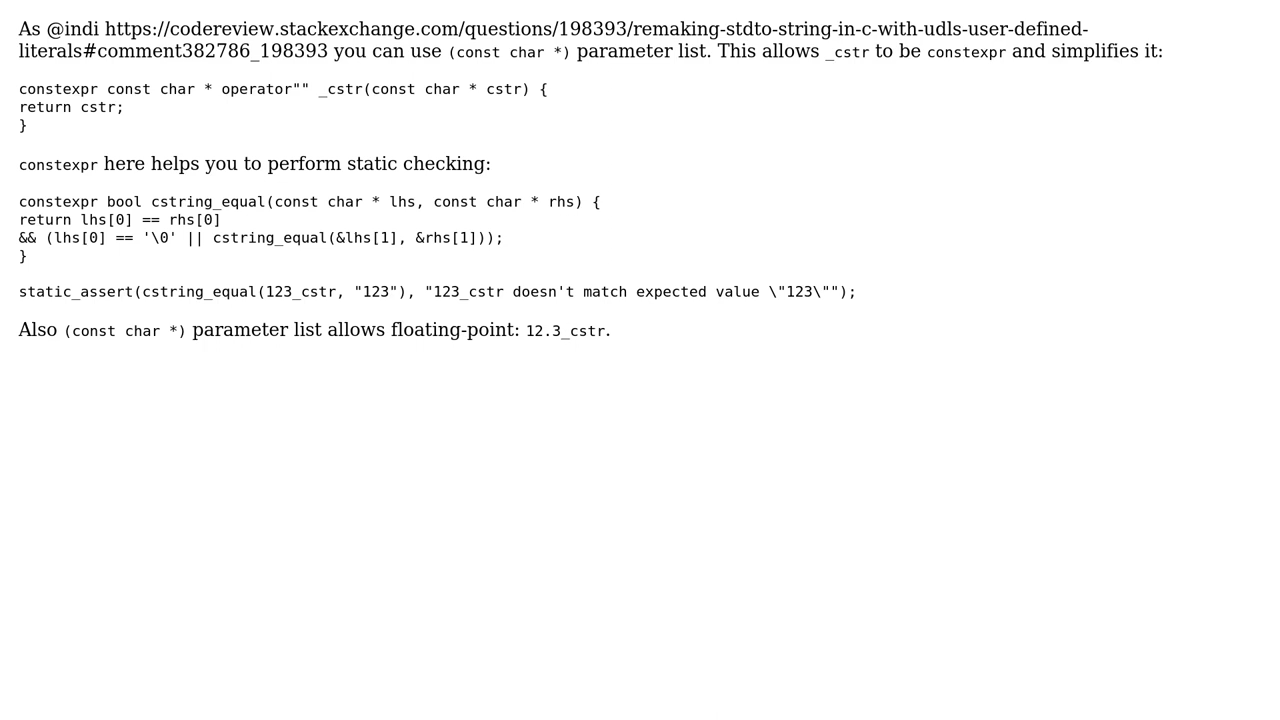 As @indi https://codereview.stackexchange.com/questions/198393/remaking-stdto-string-in-c-with-udls-user-defined-
literals#comment382786_198393 you can use (const char *) parameter list. This allows _cstr to be constexpr and simplifies it:
constexpr const char * operator"" _cstr(const char * cstr) {
return cstr;
}
constexpr here helps you to perform static checking:
constexpr bool cstring_equal(const char * lhs, const char * rhs) {
return lhs[0] == rhs[0]
&& (lhs[0] == '\0' || cstring_equal(&lhs[1], &rhs[1]));
}
static_assert(cstring_equal(123_cstr, "123"), "123_cstr doesn't match expected value \"123\"");
Also (const char *) parameter list allows floating-point: 12.3_cstr.